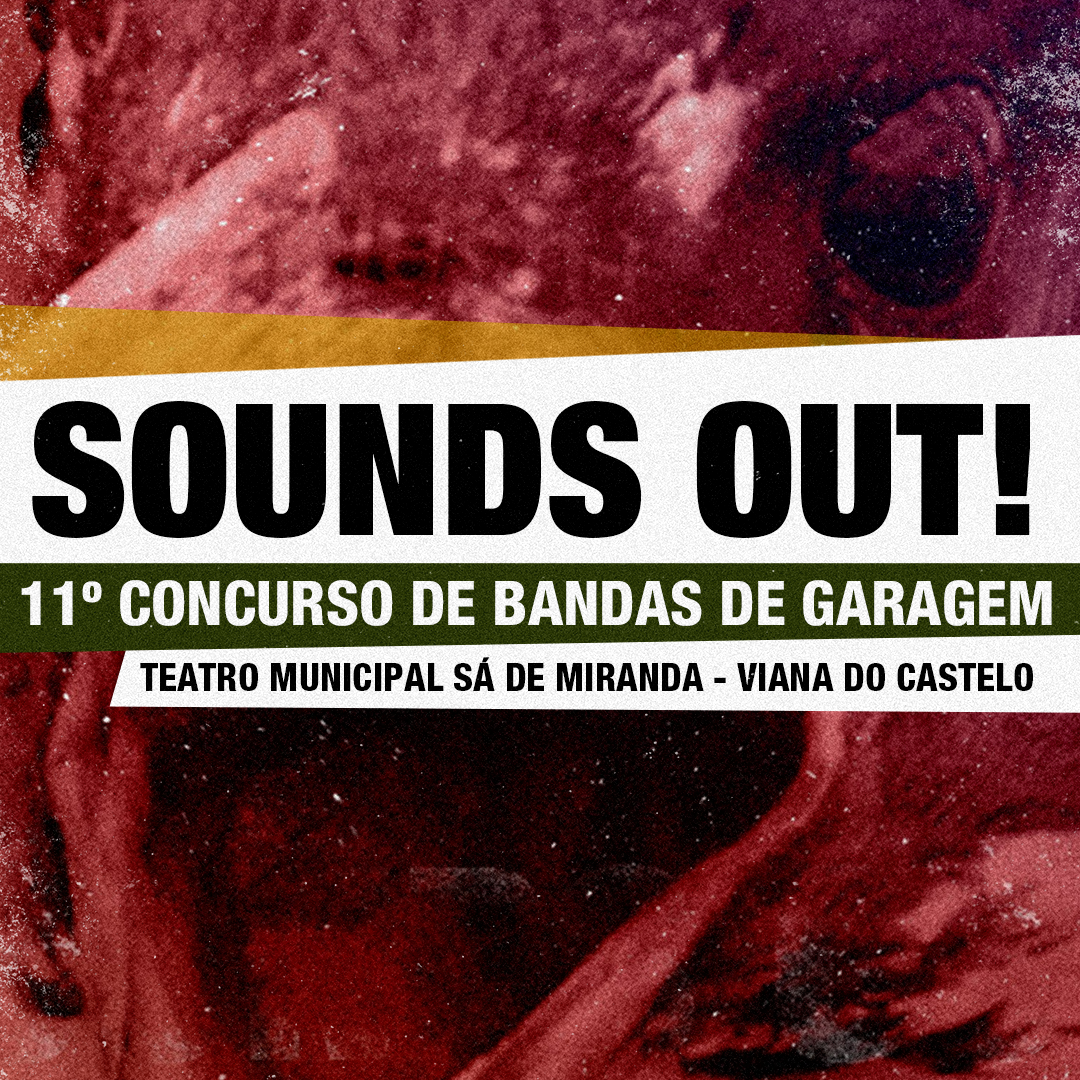 SOUNDS OUT!
11º CONCURSO DE BANDAS DE GARAGEM
TEATRO MUNICIPAL SÁ DE MIRANDA - VIANA DO CASTELO